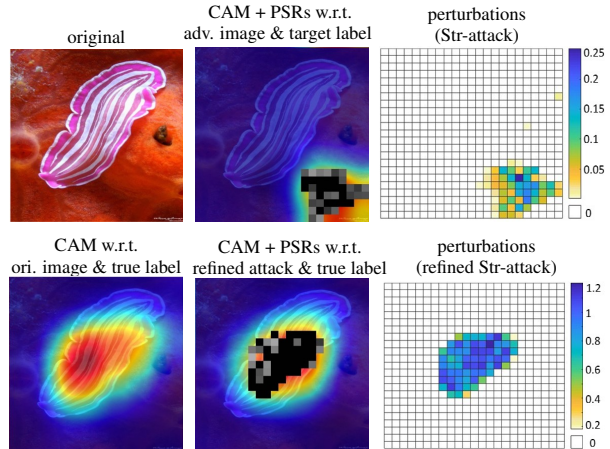 original
CAM + PSRs w.r.t.
adv. image & target label
perturbations
(Str-attack)
0.25
0.2
0.15
0.1
0.05
0
CAM w.r.t.
ori. image & true label
CAM + PSRs w.r.t.
refined attack & true label
perturbations
(refined Str-attack)
1.2
1
0.8
0.6
0.4
0.2
0